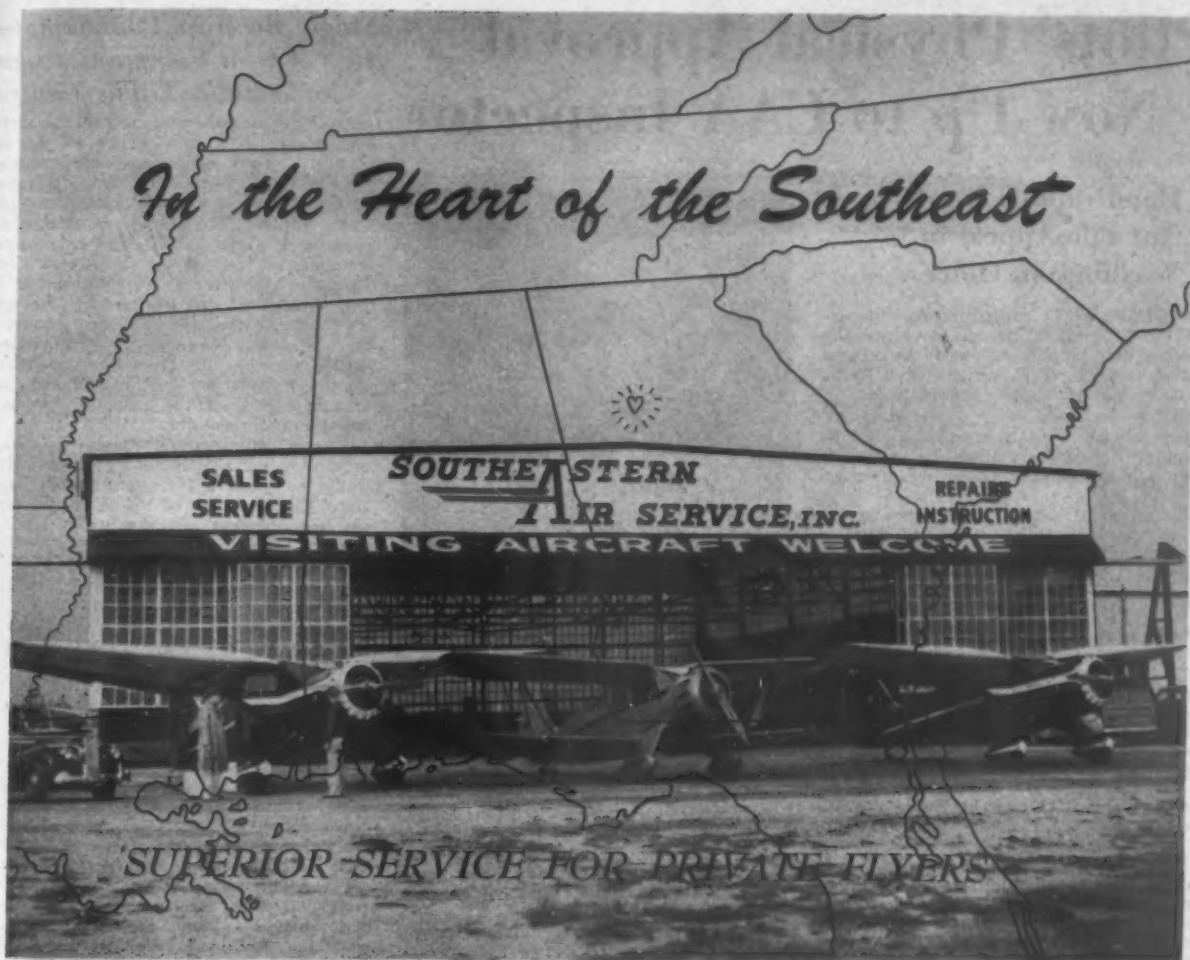 In the Heart of the Southeast
SALES
SERVICE
SOUTHEASTERN
AIR SERVICE, INC.
REPAIRS
INSTRUCTION
VISITING AIRCRAFT WELCOME
SUPERIOR SERVICE FOR PRIVATE FLYERS